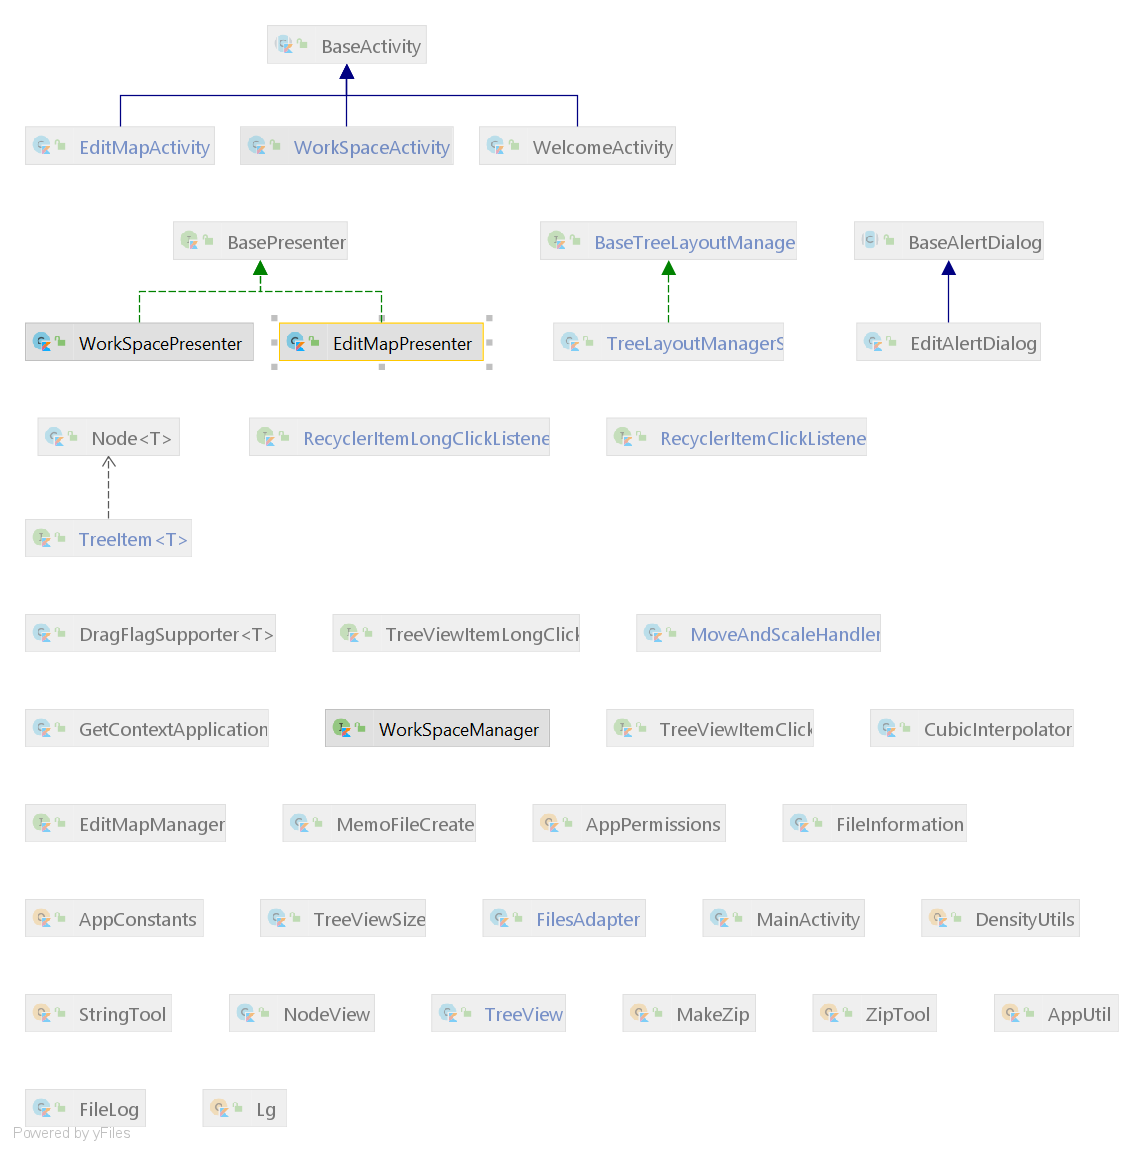 BaseActivity
EditMapActivity
WorkSpaceActivity
WelcomeActivity
BasePresenter
BaseTreeLayoutManage
BaseAlertDialog
WorkSpacePresenter
EditMapPresenter
TreeLayoutManagerS
EditAlertDialog
Node<T>
RecyclerItemLongClickListene
RecyclerItemClickListene
TreeItem<T>
DragFlagSupporter<T>
TreeViewItemLongClick
MoveAndScaleHandler
GetContextApplication
WorkSpaceManager
TreeViewItemClick
CubicInterpolator
EditMapManager
MemoFileCreate
AppPermissions
FileInformation
AppConstants
TreeViewSize
FilesAdapter
MainActivity
DensityUtils
StringTool
NodeView
TreeView
MakeZip
ZipTool
AppUtil
FileLog
Lg
Powered by yFiles